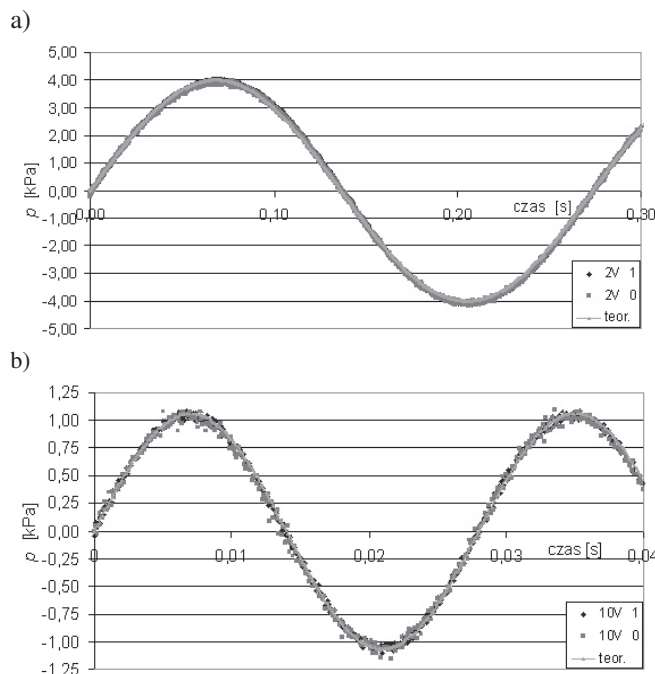 a)
5,00
4,00
3,00
2,00
1,00
0,00
-1,00
-2,00
-3,00
-4,00
-5,00
p [kPa]
0,00 0,10 0,20 0,30
czas [s]
2V 1
2V 0
teor.
b)
1,25
1,00
0,75
0,50
0,25
0,00
-0,25
-0,50
-0,75
-1,00
-1,25
p [kPa]
0 0,01 0,02 0,03 0,04
czas [s]
10V 1
10V 0
teor.